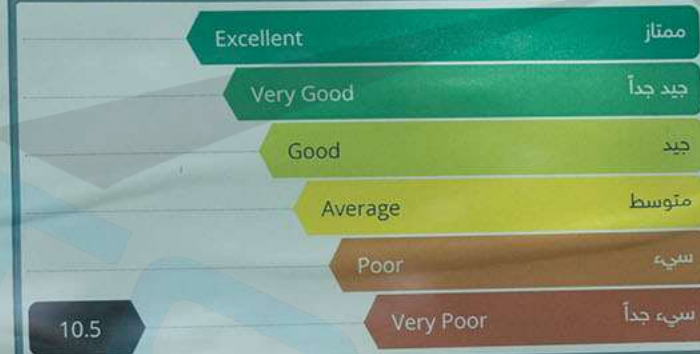 Excellent ممتاز
Very Good جيد جداً
Good جيد
Average متوسط
Poor سيء
10.5 Very Poor سيء جداً